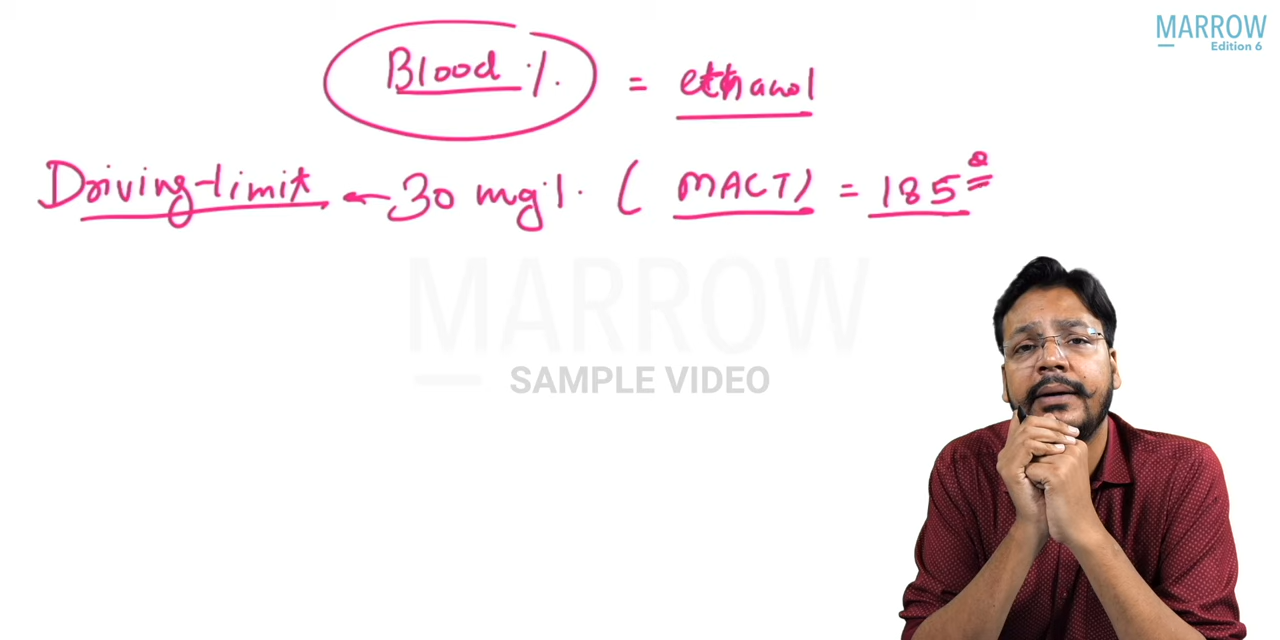 MARROW
Edition 6
Blood % = ethanol
Driving-limit ← 30 mg%. (MACT) = 185
MARROW
SAMPLE VIDEO